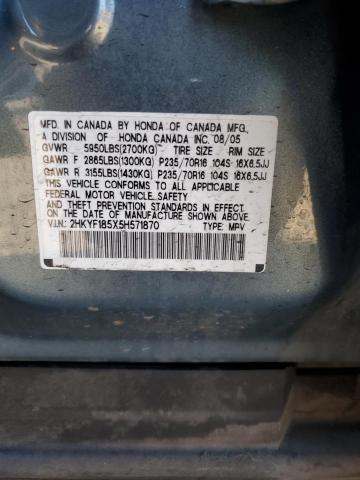 MFD. IN CANADA BY HONDA OF CANADA MFG.,
A DIVISION OF HONDA CANADA INC. 08/05
GVWR 5950LBS(2700KG) TIRE SIZE RIM SIZE
GAWR F 2865LBS(1300KG) P235/70R16 104S 16X6.5JJ
GAWR R 3155LBS(1430KG) P235/70R16 104S 16X6.5JJ
THIS VEHICLE CONFORMS TO ALL APPLICABLE
FEDERAL MOTOR VEHICLE SAFETY
AND THEFT PREVENTION STANDARDS IN EFFECT
ON THE DATE OF MANUFACTURE SHOWN ABOVE.
V.I.N: 2HKYF185X5H571870 TYPE: MPV